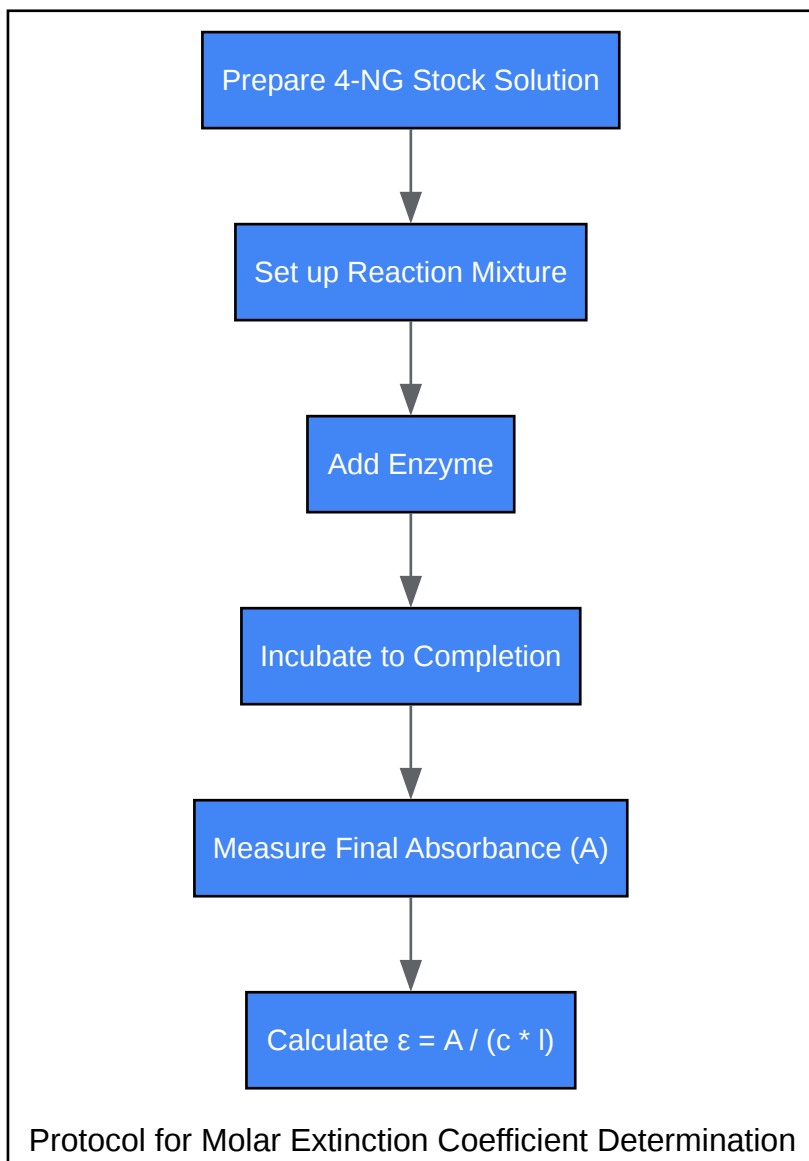 Prepare 4-NG Stock Solution
Set up Reaction Mixture
Add Enzyme
Incubate to Completion
Measure Final Absorbance (A)
Calculate ε = A / (c * l)
Protocol for Molar Extinction Coefficient Determination